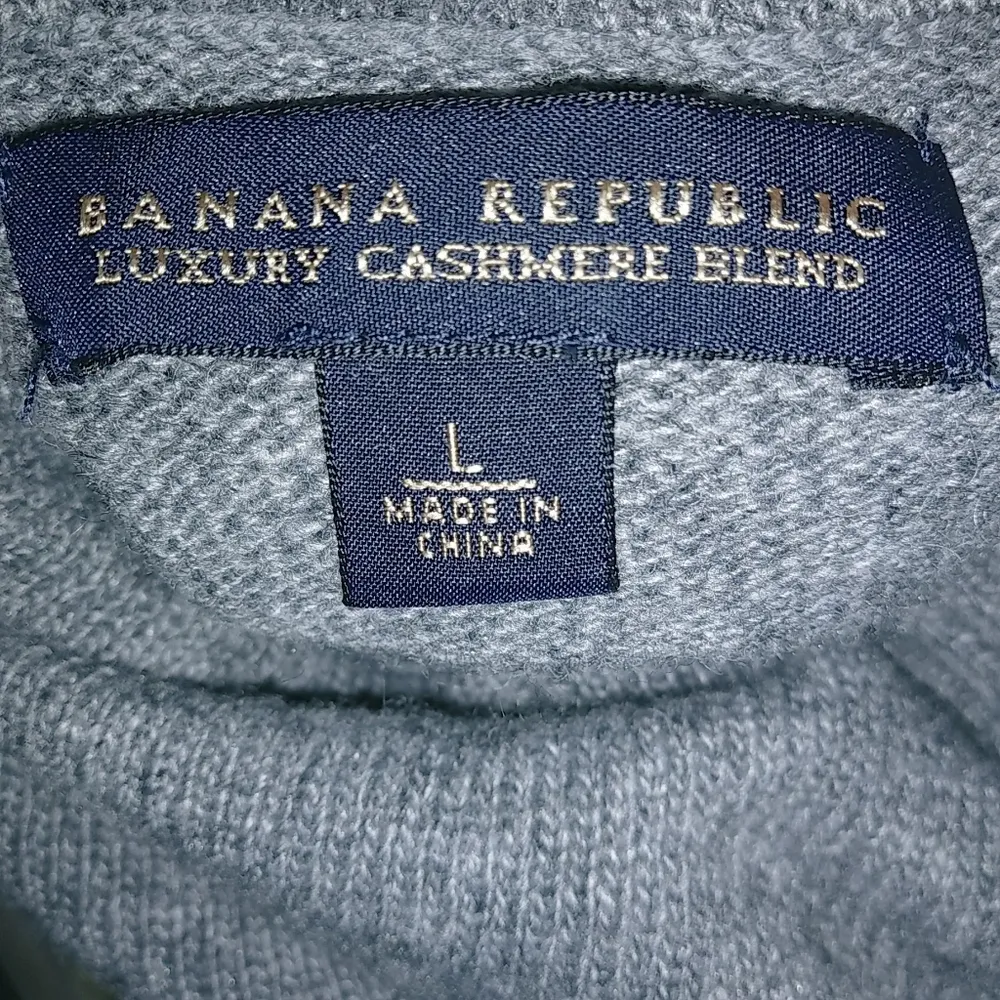 BANANA REPUBLIC
LUXURY CASHMERE BLEND
L
MADE IN
CHINA